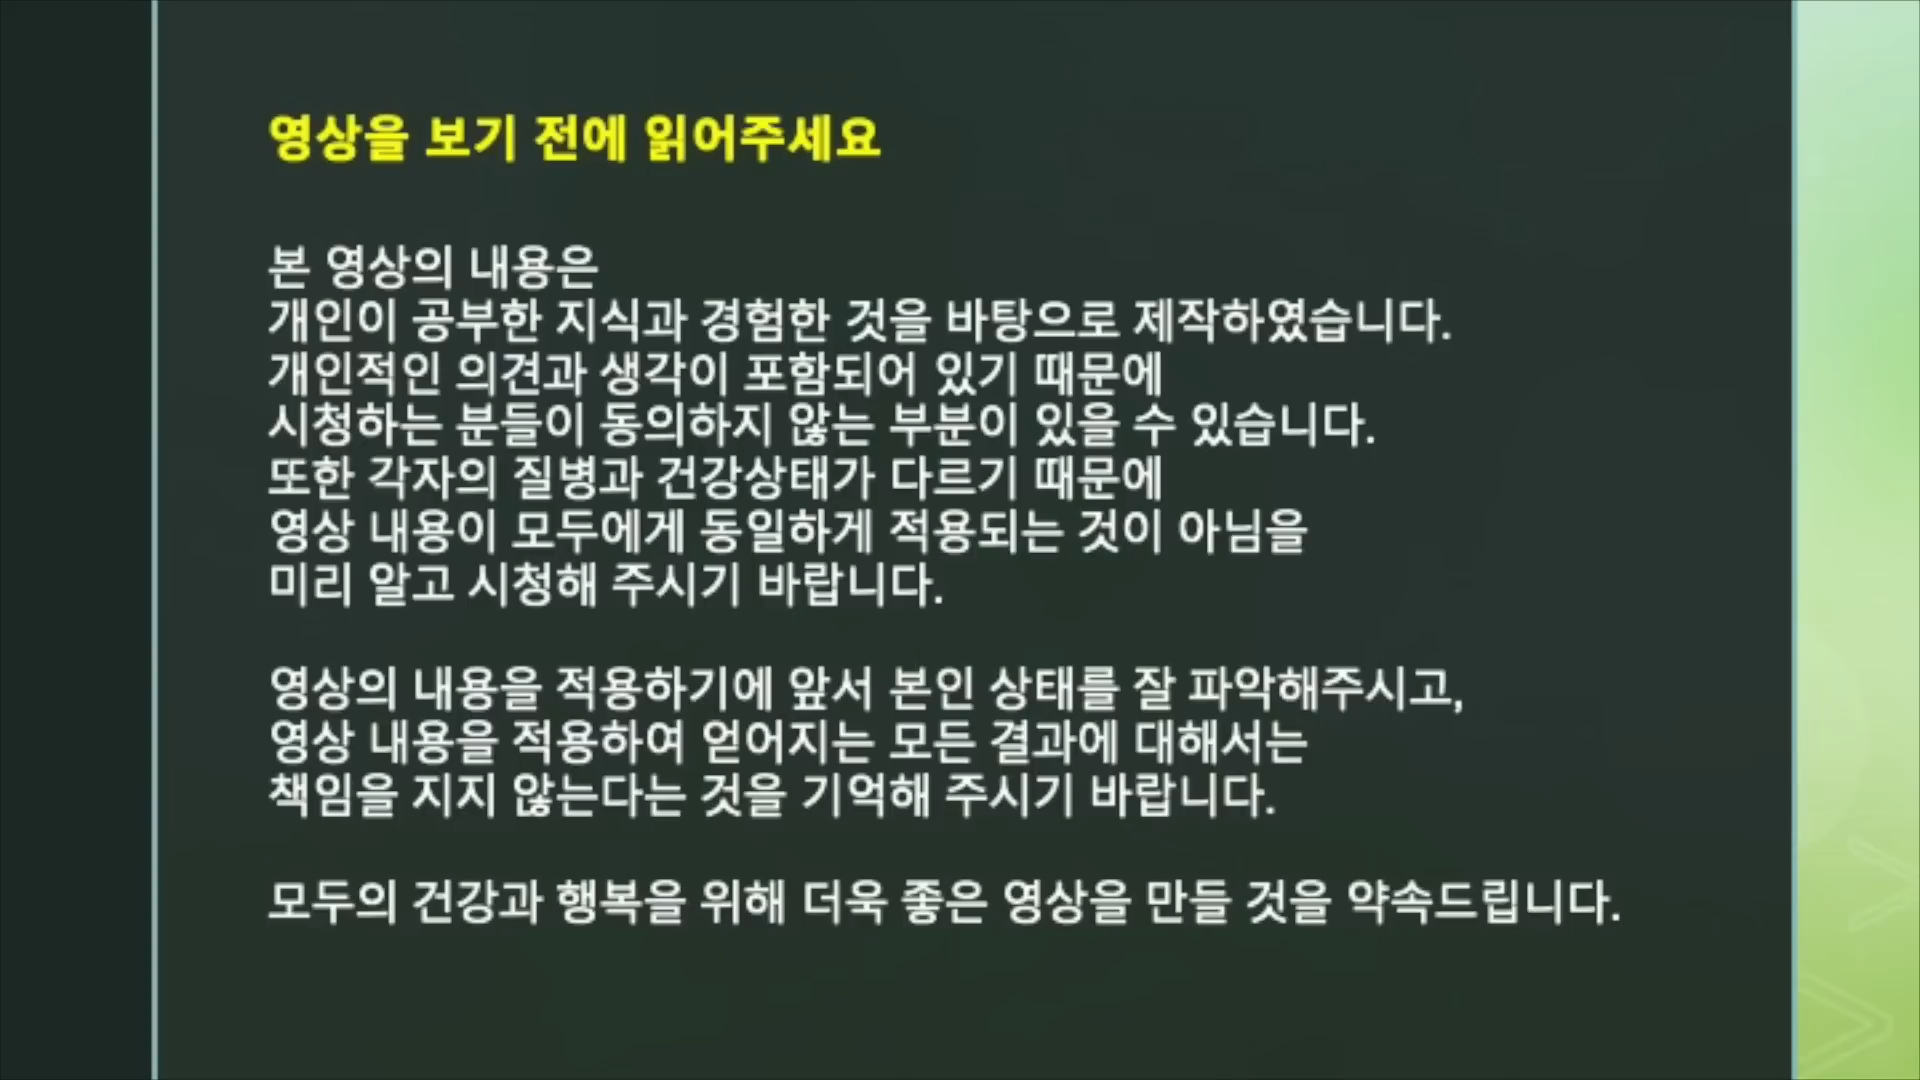 영상을 보기 전에 읽어주세요
본 영상의 내용은
개인이 공부한 지식과 경험한 것을 바탕으로 제작하였습니다.
개인적인 의견과 생각이 포함되어 있기 때문에
시청하는 분들이 동의하지 않는 부분이 있을 수 있습니다.
또한 각자의 질병과 건강상태가 다르기 때문에
영상 내용이 모두에게 동일하게 적용되는 것이 아님을
미리 알고 시청해 주시기 바랍니다.
영상의 내용을 적용하기에 앞서 본인 상태를 잘 파악해주시고,
영상 내용을 적용하여 얻어지는 모든 결과에 대해서는
책임을 지지 않는다는 것을 기억해 주시기 바랍니다.
모두의 건강과 행복을 위해 더욱 좋은 영상을 만들 것을 약속드립니다.